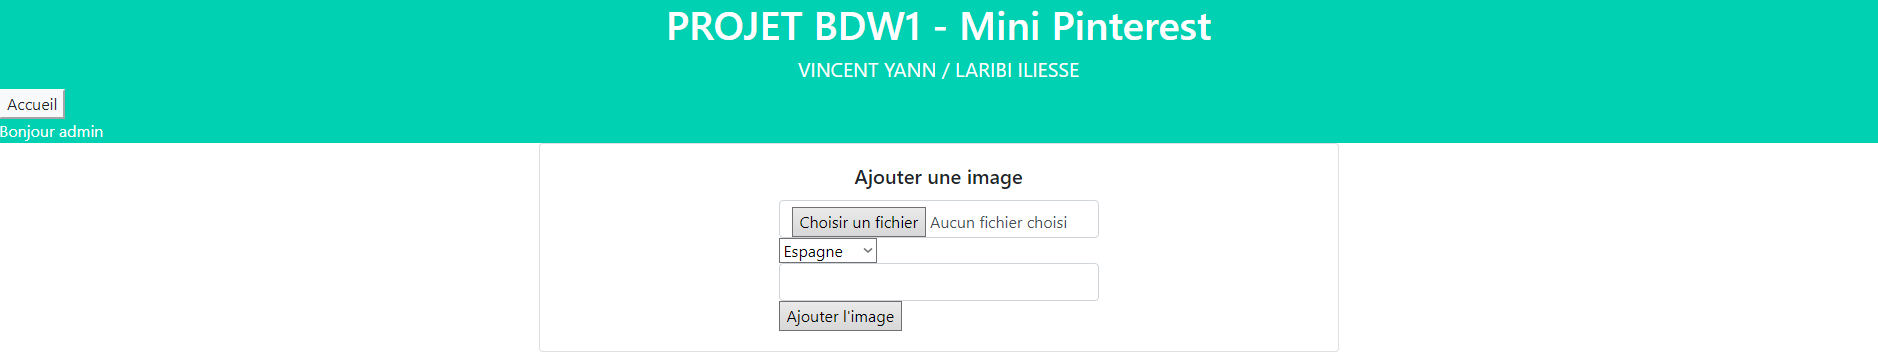 PROJET BDW1 - Mini Pinterest
VINCENT YANN / LARIBI ILIESSE
Accueil
Bonjour admin
Ajouter une image
Choisir un fichier Aucun fichier choisi
Espagne
Ajouter l'image